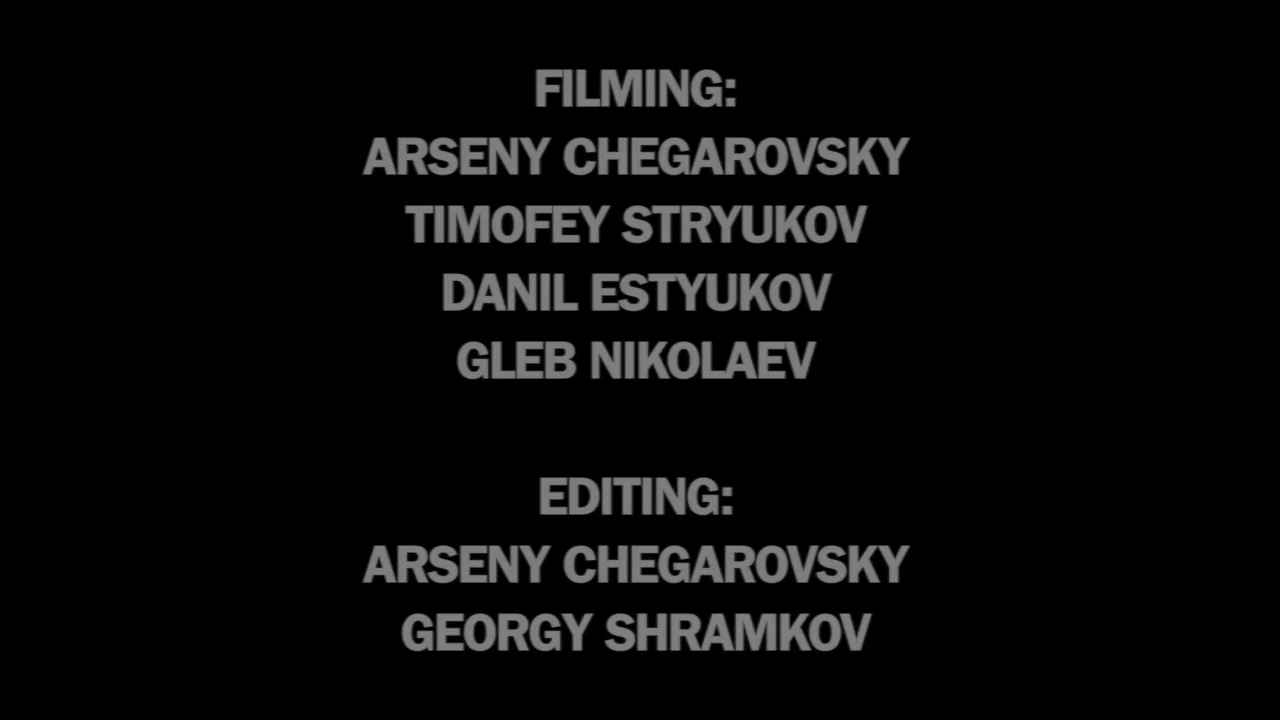 FILMING:
ARSENY CHEGAROVSKY
TIMOFEY STRYUKOV
DANIL ESTYUKOV
GLEB NIKOLAEV
EDITING:
ARSENY CHEGAROVSKY
GEORGY SHRAMKOV